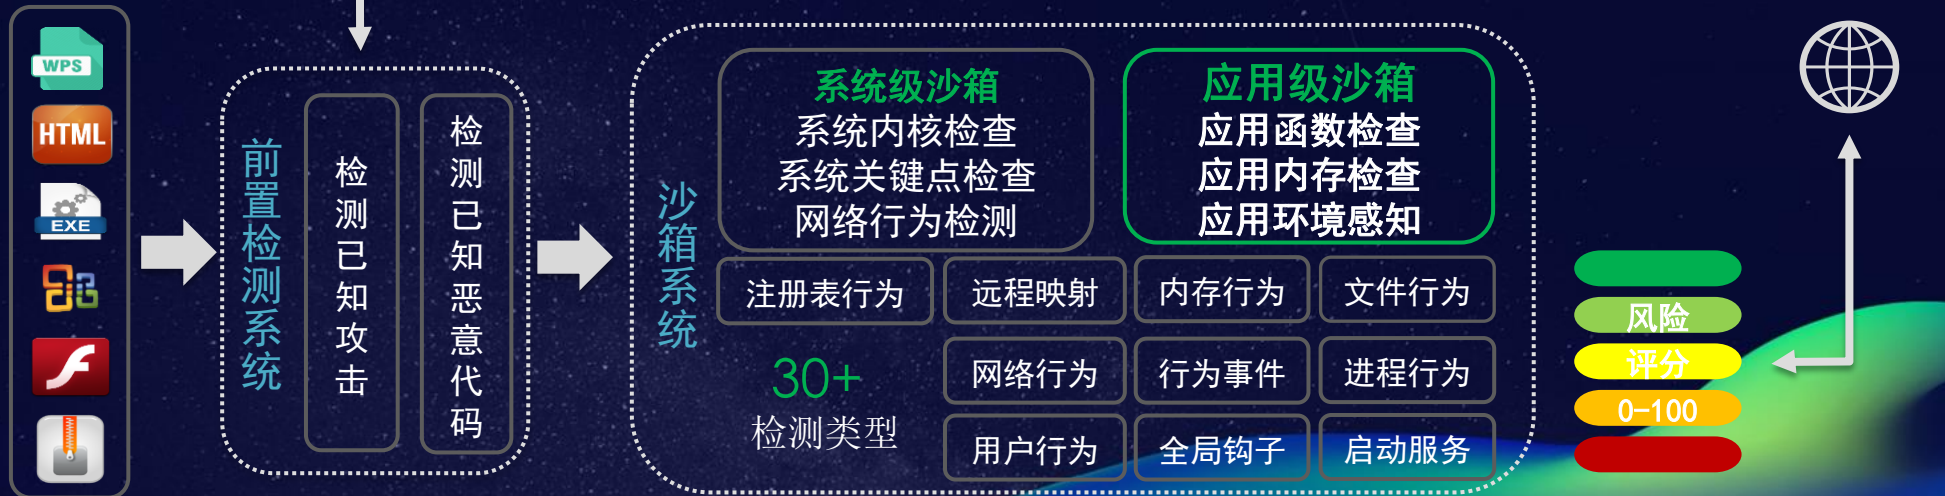 WPS
HTML
EXE
前置检测系统
检测已知攻击
检测已知恶意代码
沙箱系统
系统级沙箱
系统内核检查
系统关键点检查
网络行为检测
应用级沙箱
应用函数检查
应用内存检查
应用环境感知
注册表行为
远程映射
内存行为
文件行为
30+
检测类型
网络行为
行为事件
进程行为
用户行为
全局钩子
启动服务
风险
评分
0-100